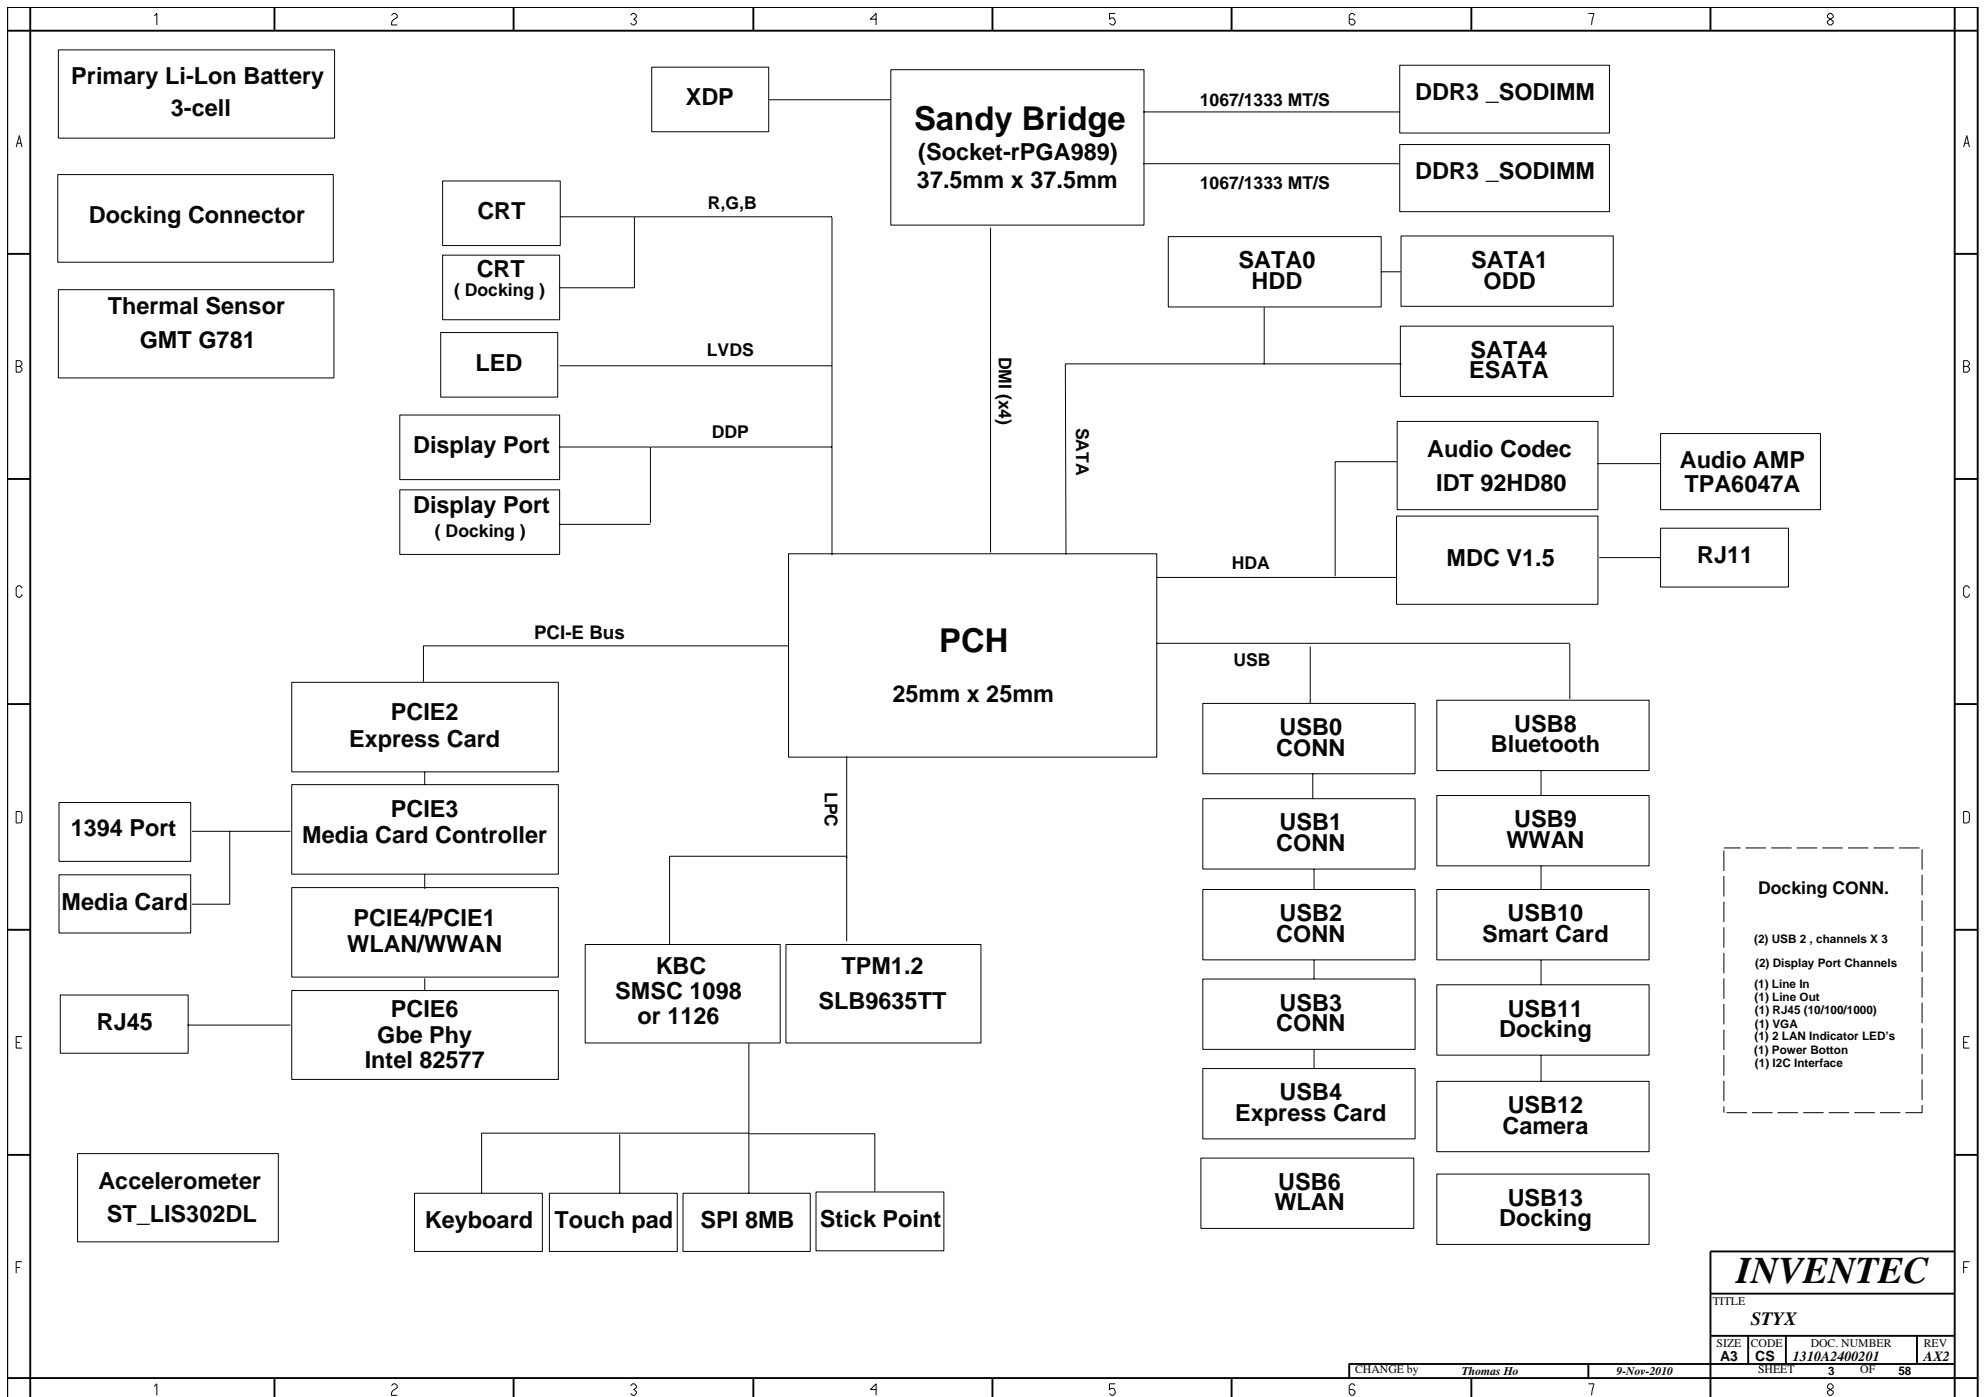 1 2 3 4 5 6 7 8
A
B
C
D
E
F
Primary Li-Lon Battery
3-cell
Docking Connector
Thermal Sensor
GMT G781
XDP
Sandy Bridge
(Socket-rPGA989)
37.5mm x 37.5mm
1067/1333 MT/S
DDR3 _SODIMM
1067/1333 MT/S
DDR3 _SODIMM
CRT
R,G,B
CRT
( Docking )
LED
LVDS
Display Port
DDP
Display Port
( Docking )
DMI (x4)
SATA
SATA0
HDD
SATA1
ODD
SATA4
ESATA
Audio Codec
IDT 92HD80
Audio AMP
TPA6047A
HDA
MDC V1.5
RJ11
PCH
25mm x 25mm
PCI-E Bus
USB
LPC
PCIE2
Express Card
PCIE3
Media Card Controller
1394 Port
Media Card
PCIE4/PCIE1
WLAN/WWAN
RJ45
PCIE6
Gbe Phy
Intel 82577
KBC
SMSC 1098
or 1126
TPM1.2
SLB9635TT
Accelerometer
ST_LIS302DL
Keyboard
Touch pad
SPI 8MB
Stick Point
USB0
CONN
USB1
CONN
USB2
CONN
USB3
CONN
USB4
Express Card
USB6
WLAN
USB8
Bluetooth
USB9
WWAN
USB10
Smart Card
USB11
Docking
USB12
Camera
USB13
Docking
Docking CONN.
(2) USB 2 , channels X 3
(2) Display Port Channels
(1) Line In
(1) Line Out
(1) RJ45 (10/100/1000)
(1) VGA
(1) 2 LAN Indicator LED's
(1) Power Botton
(1) I2C Interface
INVENTEC
TITLE
STYX
SIZE CODE DOC. NUMBER REV
A3 CS 1310A2400201 AX2
CHANGE by Thomas Ho 9-Nov-2010 SHEET 3 OF 58
A
B
C
D
E
F
1 2 3 4 5 6 7 8